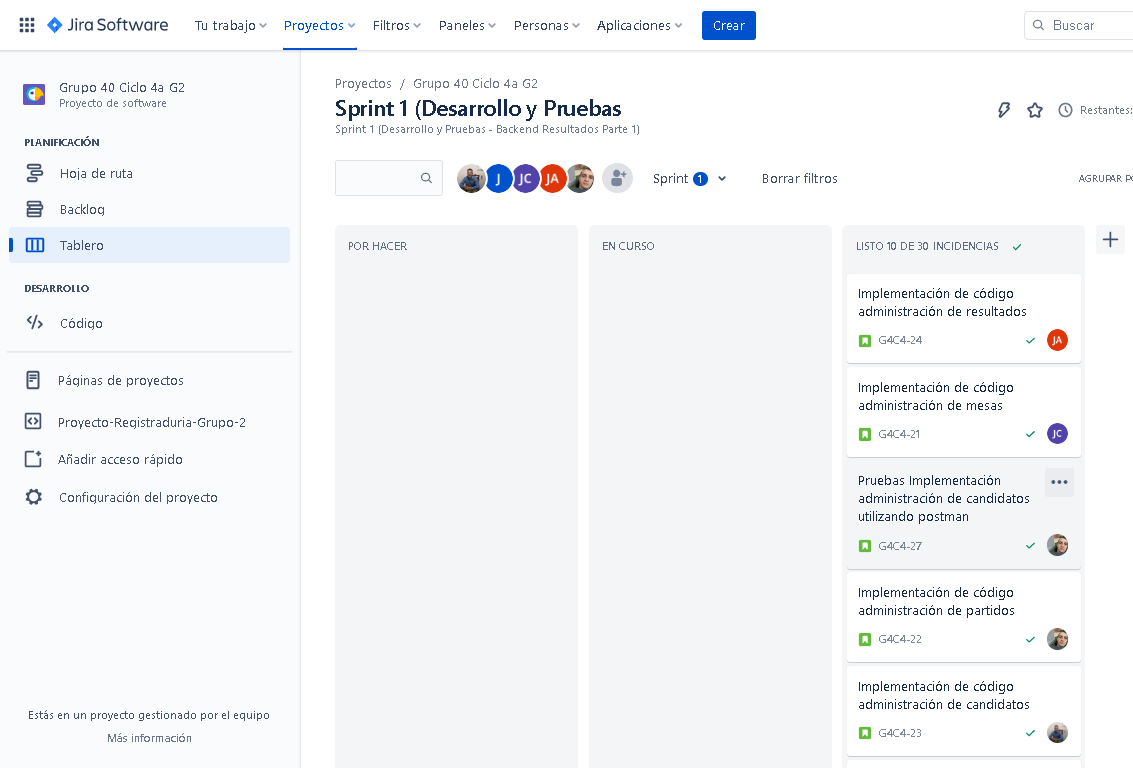 Jira Software
Tu trabajo
Proyectos
Filtros
Paneles
Personas
Aplicaciones
Crear
Buscar
Grupo 40 Ciclo 4a G2
Proyecto de software
PLANIFICACIÓN
Hoja de ruta
Backlog
Tablero
DESARROLLO
Código
Páginas de proyectos
Proyecto-Registraduria-Grupo-2
Añadir acceso rápido
Configuración del proyecto
Estás en un proyecto gestionado por el equipo
Más información
Proyectos / Grupo 40 Ciclo 4a G2
Sprint 1 (Desarrollo y Pruebas
Sprint 1 (Desarrollo y Pruebas - Backend Resultados Parte 1)
Restantes:
J
JC
JA
Sprint 1
Borrar filtros
AGRUPAR PO
POR HACER
EN CURSO
LISTO 10 DE 30 INCIDENCIAS
Implementación de código
administración de resultados
G4C4-24
JA
Implementación de código
administración de mesas
G4C4-21
JC
Pruebas Implementación
administración de candidatos
utilizando postman
G4C4-27
Implementación de código
administración de partidos
G4C4-22
Implementación de código
administración de candidatos
G4C4-23